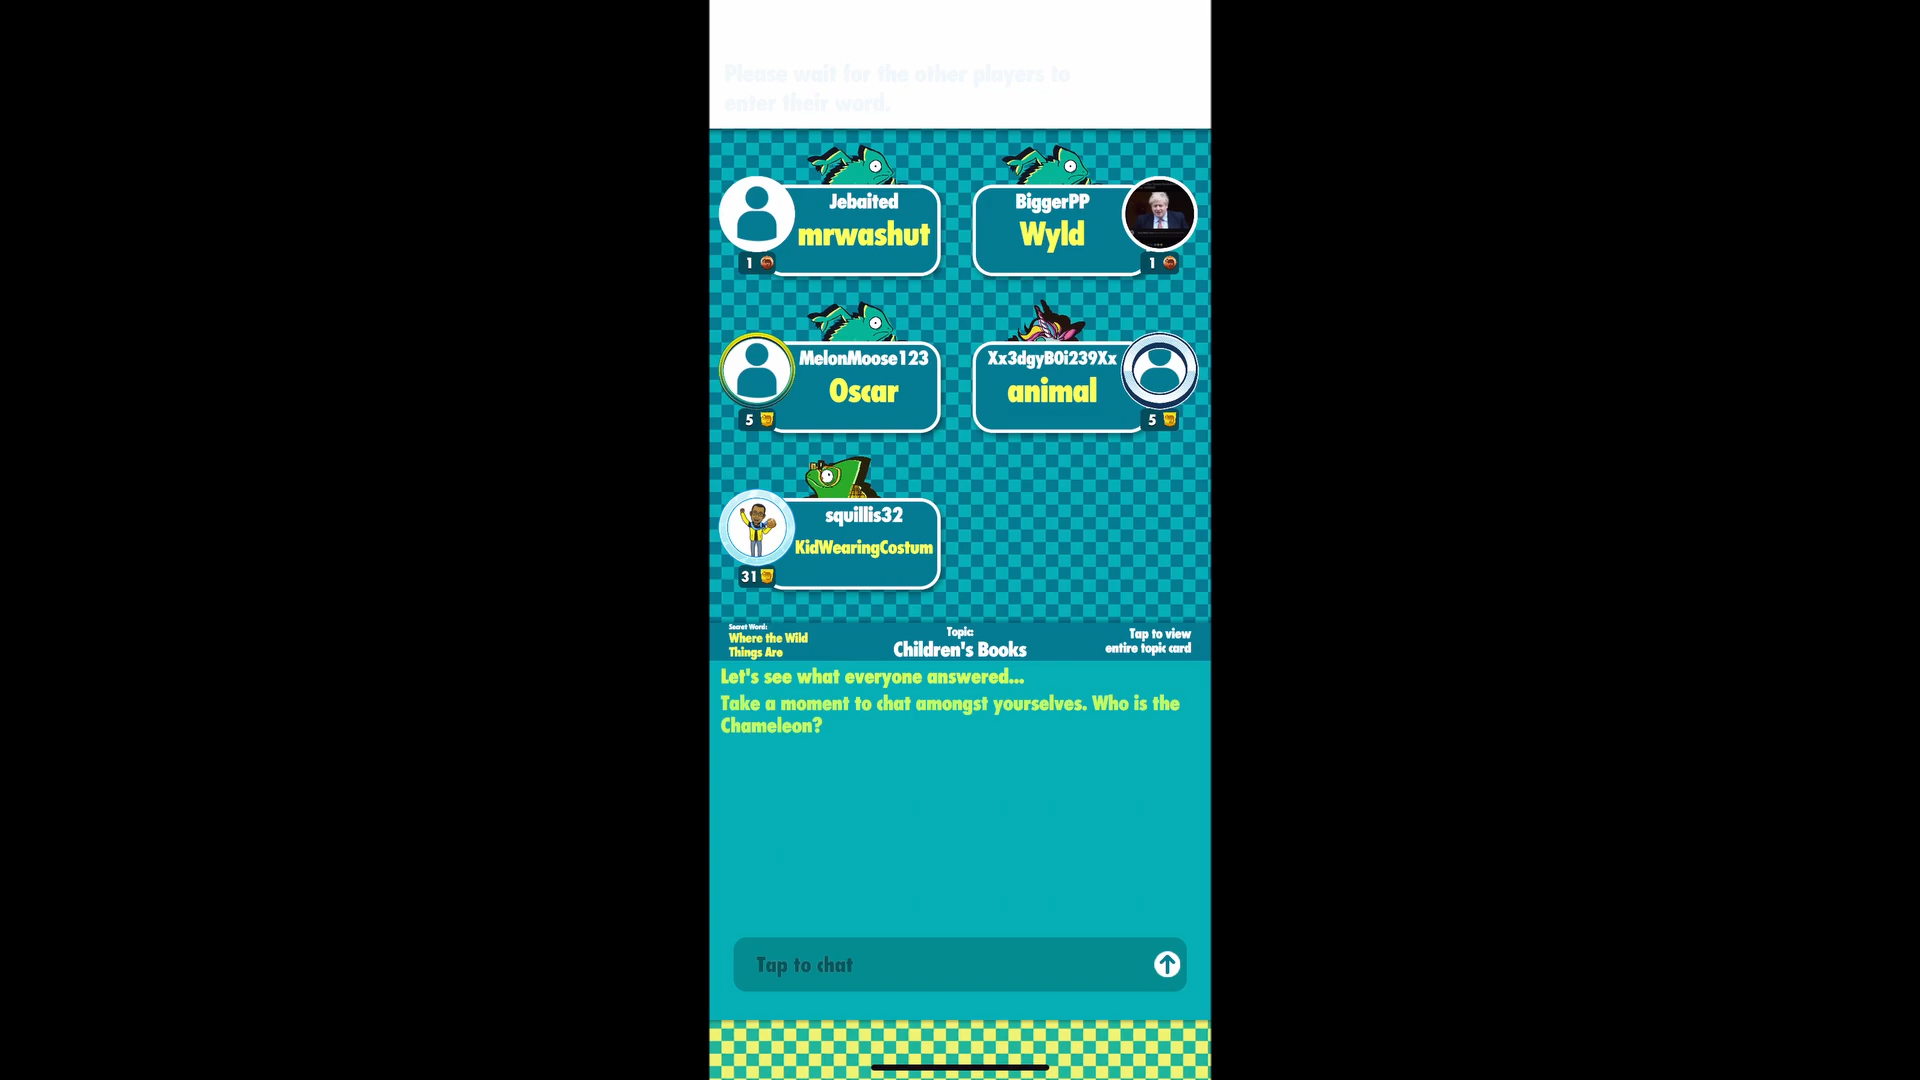 Please wait for the other players to
enter their word.
Jebaited
mrwashut
1
BiggerPP
Wyld
1
MelonMoose123
Oscar
5
Xx3dgyB0i239Xx
animal
5
squillis32
KidWearingCostum
31
Secret Word:
Where the Wild
Things Are
Topic:
Children's Books
Tap to view
entire topic card
Let's see what everyone answered...
Take a moment to chat amongst yourselves. Who is the
Chameleon?
Tap to chat